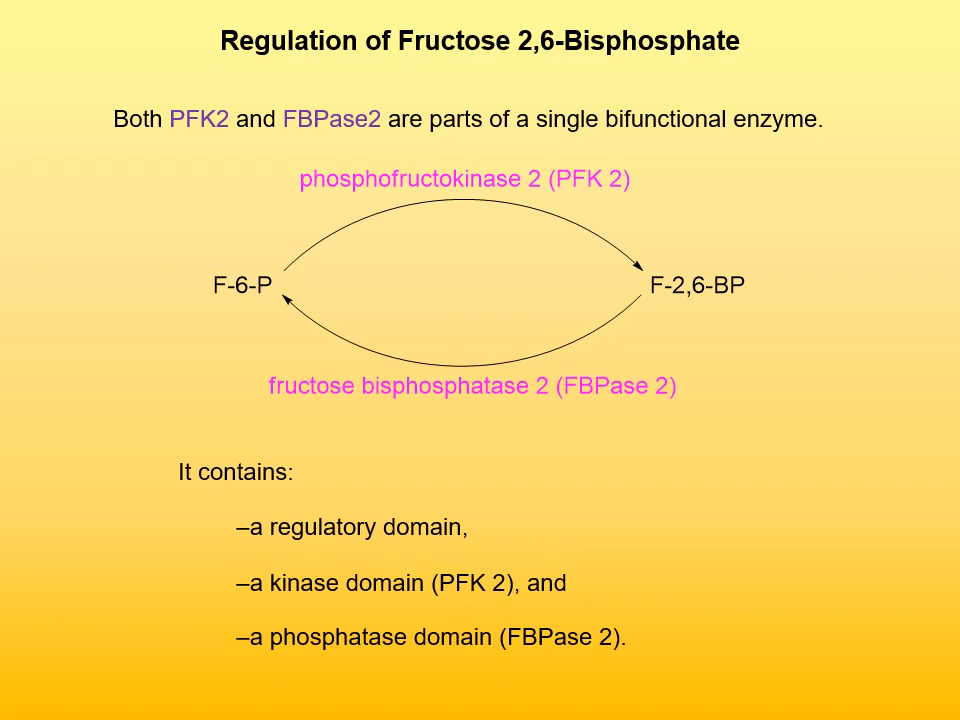 Regulation of Fructose 2,6-Bisphosphate
Both PFK2 and FBPase2 are parts of a single bifunctional enzyme.
phosphofructokinase 2 (PFK 2)
F-6-P
F-2,6-BP
fructose bisphosphatase 2 (FBPase 2)
It contains:
–a regulatory domain,
–a kinase domain (PFK 2), and
–a phosphatase domain (FBPase 2).